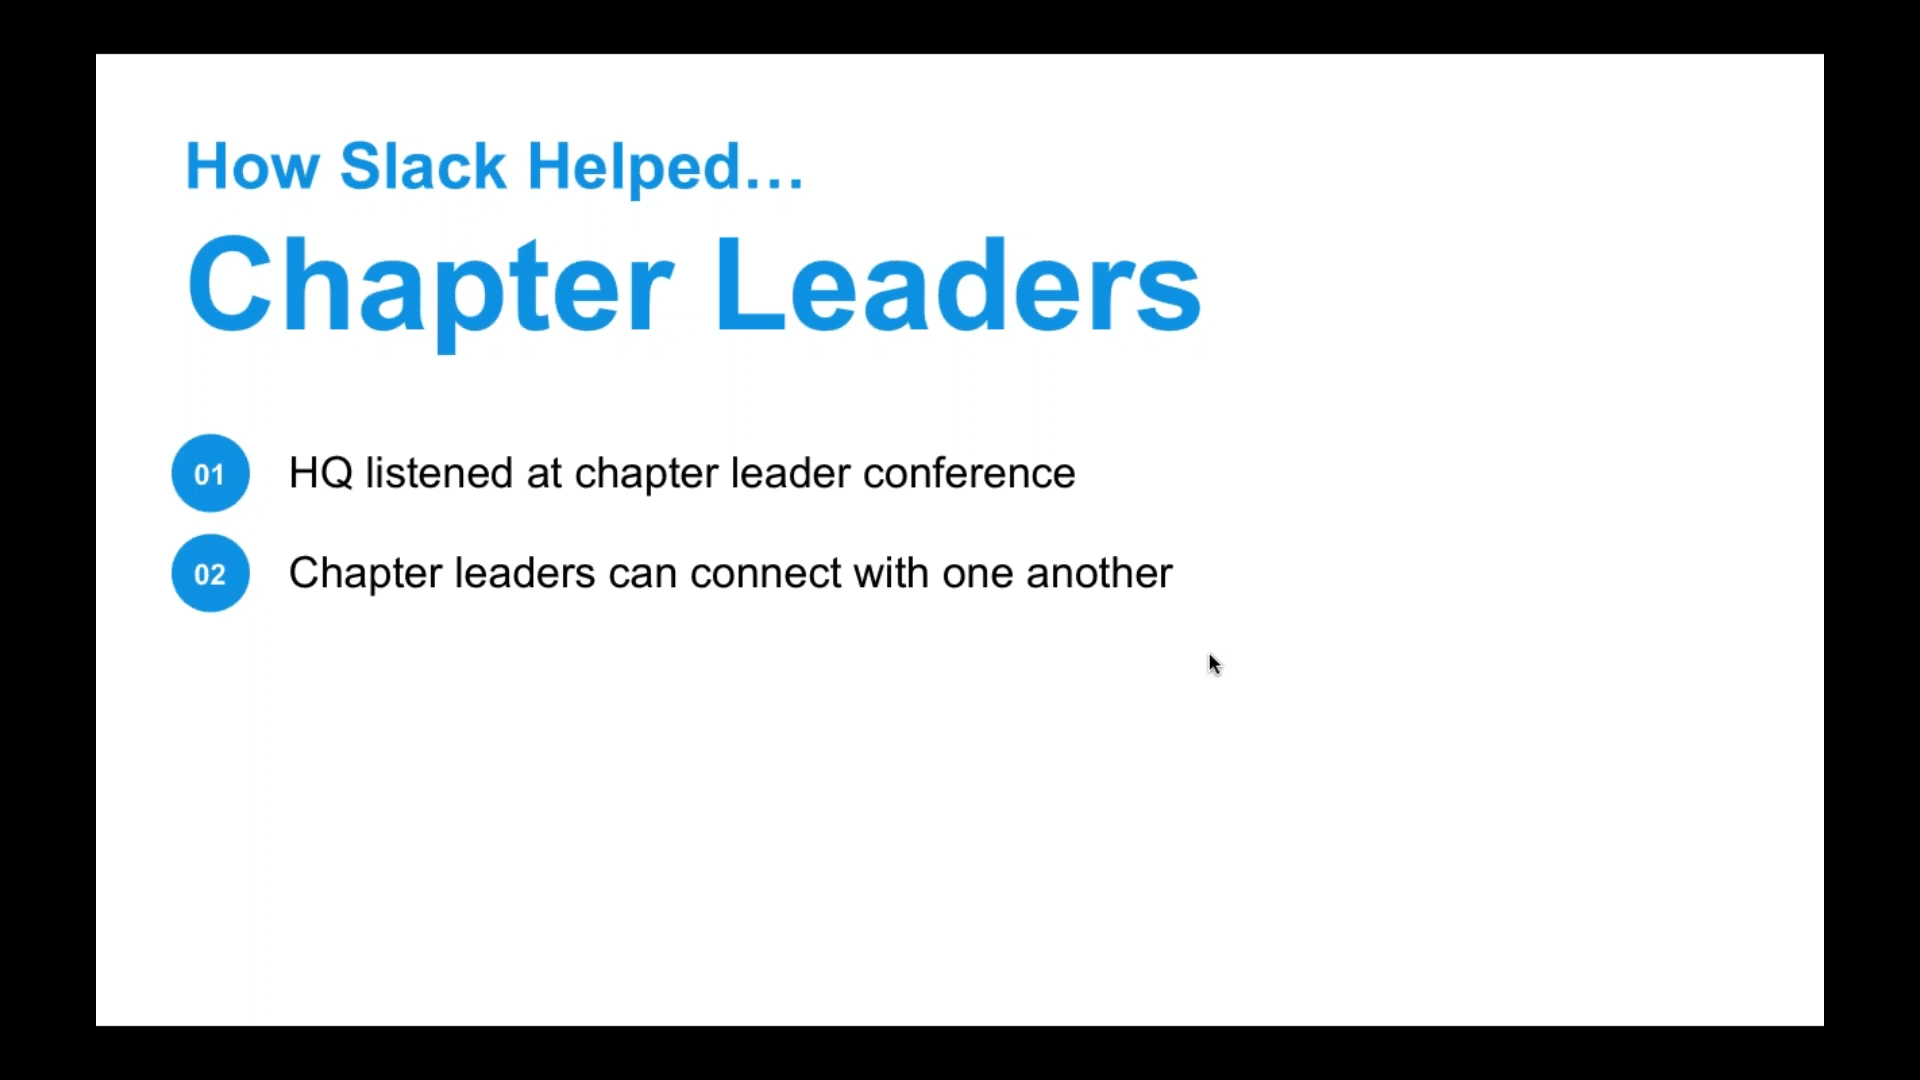 How Slack Helped…
Chapter Leaders
01 HQ listened at chapter leader conference
02 Chapter leaders can connect with one another